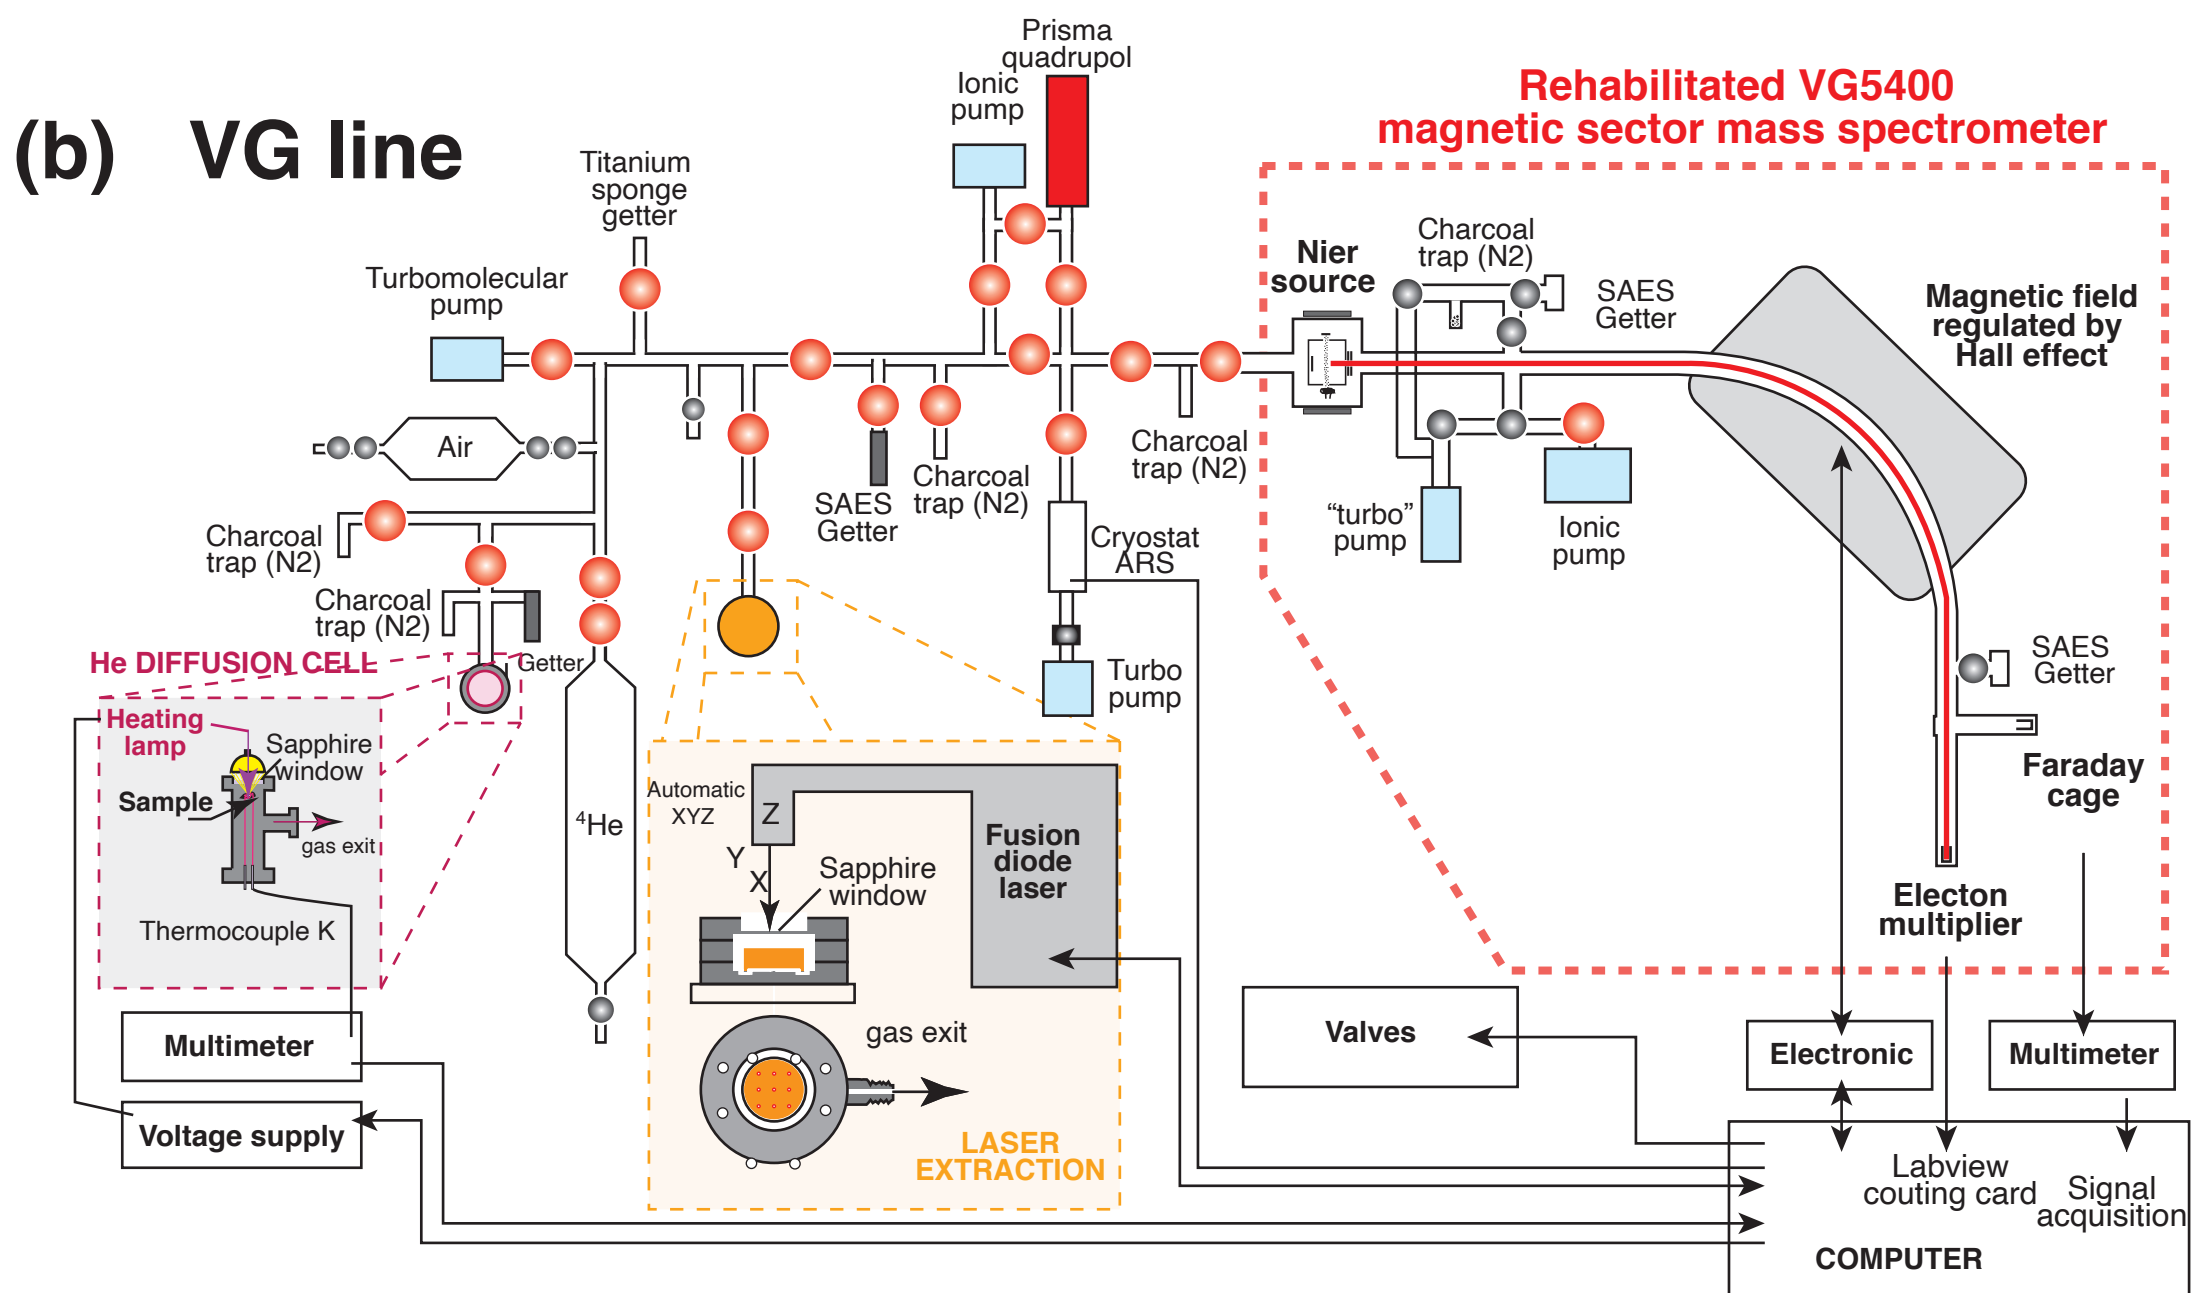 (b) VG line
Prisma
quadrupol
Ionic
pump
Rehabilitated VG5400
magnetic sector mass spectrometer
Titanium
sponge
getter
Turbomolecular
pump
Nier
source
Charcoal
trap (N2)
SAES
Getter
Magnetic field
regulated by
Hall effect
Air
Charcoal
trap (N2)
SAES
Getter
Charcoal
trap (N2)
Charcoal
trap (N2)
“turbo”
pump
Ionic
pump
Cryostat
ARS
Charcoal
trap (N2)
Getter
He DIFFUSION CELL
Turbo
pump
SAES
Getter
Heating
lamp
Sapphire
window
Sample
gas exit
Thermocouple K
4He
Automatic
XYZ
Z
Y
X
Sapphire
window
Fusion
diode
laser
Faraday
cage
Electon
multiplier
gas exit
LASER
EXTRACTION
Multimeter
Voltage supply
Valves
Electronic
Multimeter
Labview
couting card
Signal
acquisition
COMPUTER